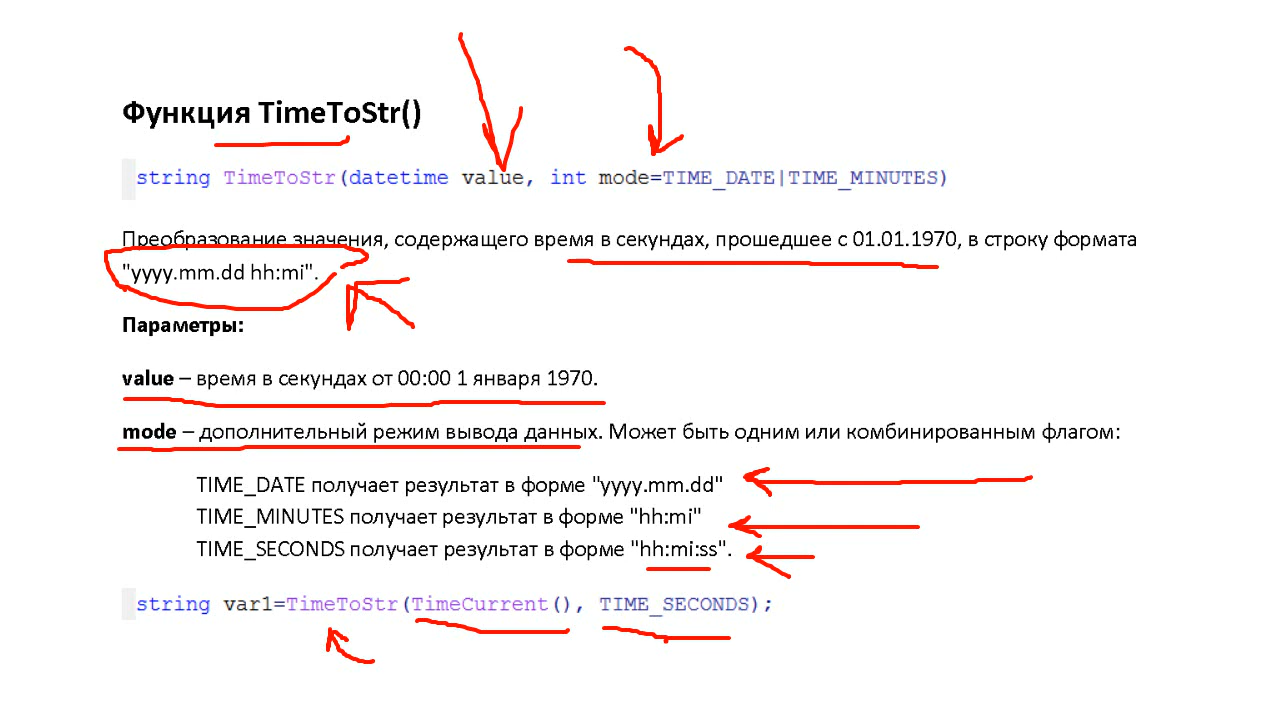 Функция TimeToStr()
string TimeToStr(datetime value, int mode=TIME_DATE|TIME_MINUTES)
Преобразование значения, содержащего время в секундах, прошедшее с 01.01.1970, в строку формата
"yyyy.mm.dd hh:mi".
Параметры:
value – время в секундах от 00:00 1 января 1970.
mode – дополнительный режим вывода данных. Может быть одним или комбинированным флагом:
TIME_DATE получает результат в форме "yyyy.mm.dd"
TIME_MINUTES получает результат в форме "hh:mi"
TIME_SECONDS получает результат в форме "hh:mi:ss".
string var1=TimeToStr(TimeCurrent(), TIME_SECONDS);